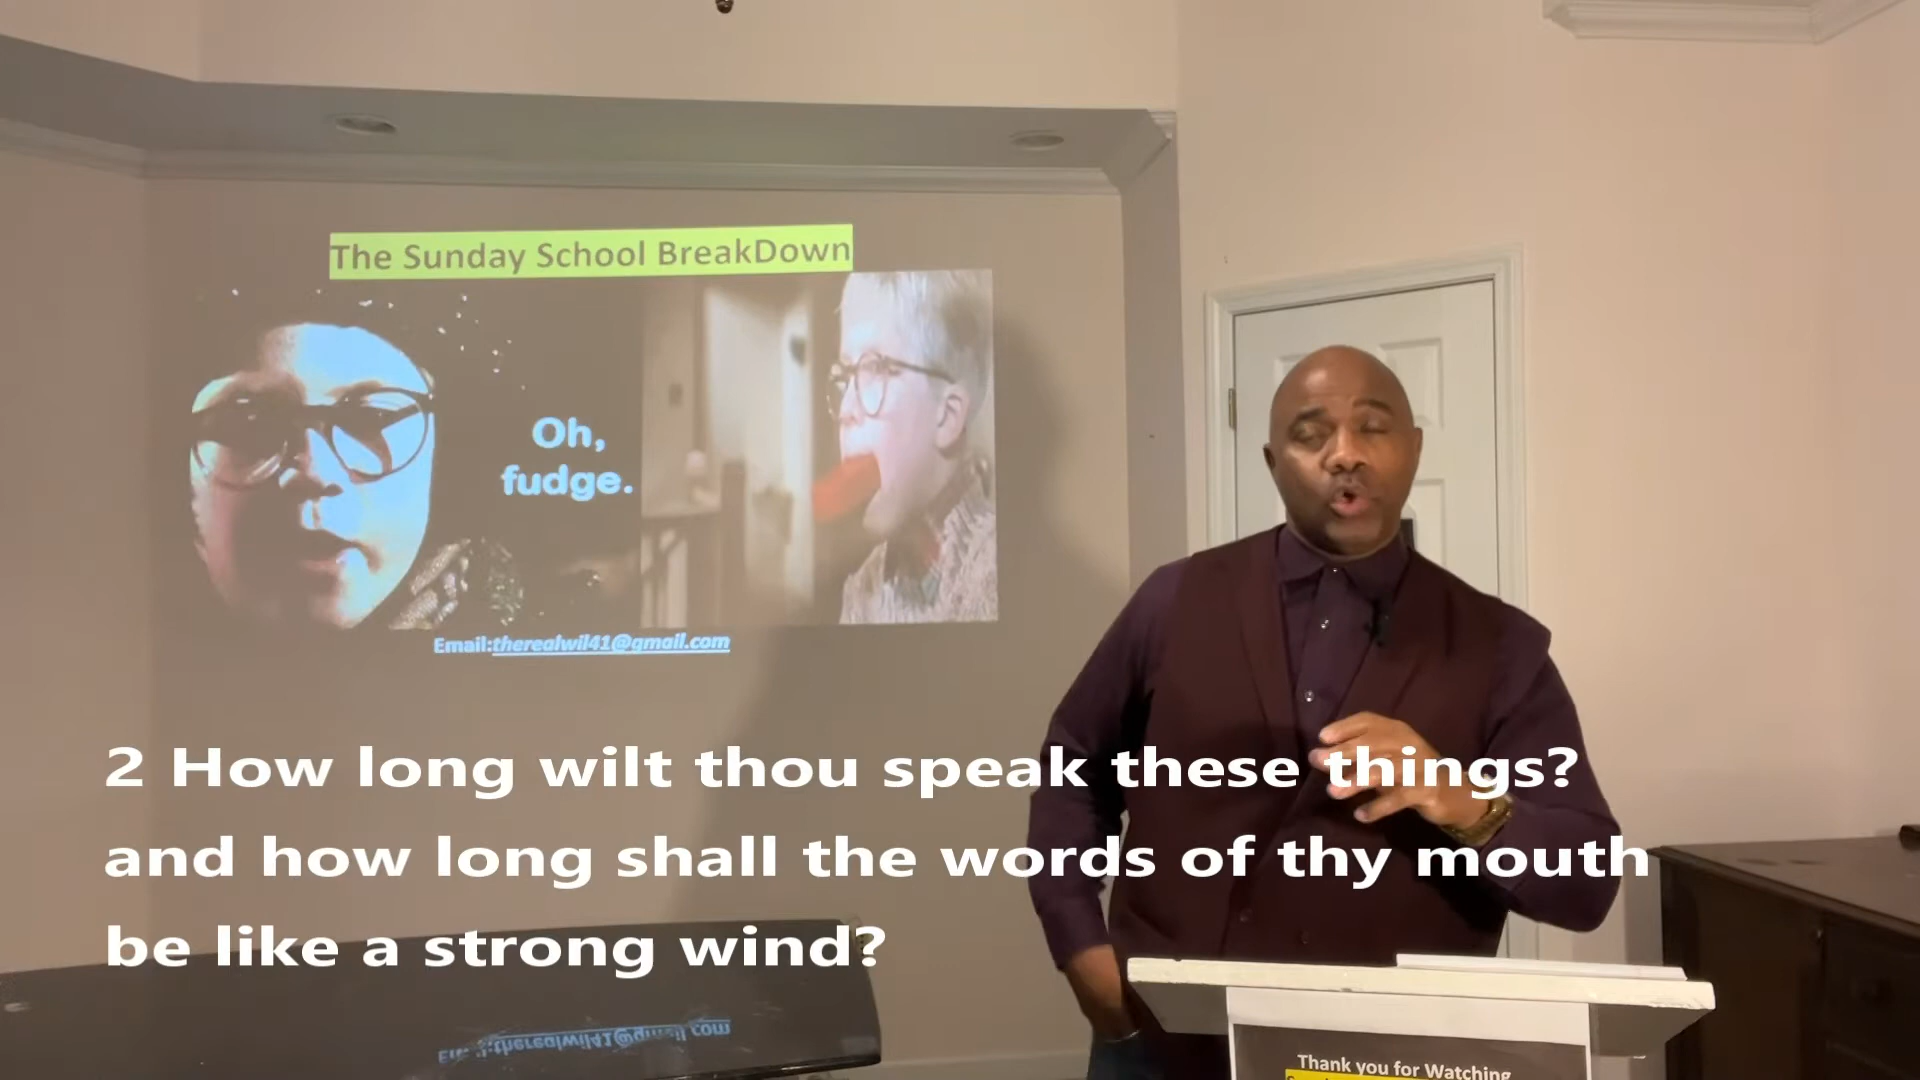 The Sunday School BreakDown
Oh,
fudge.
Email:therealwil41@gmail.com
2 How long wilt thou speak these things?
and how long shall the words of thy mouth
be like a strong wind?
Thank you for Watching